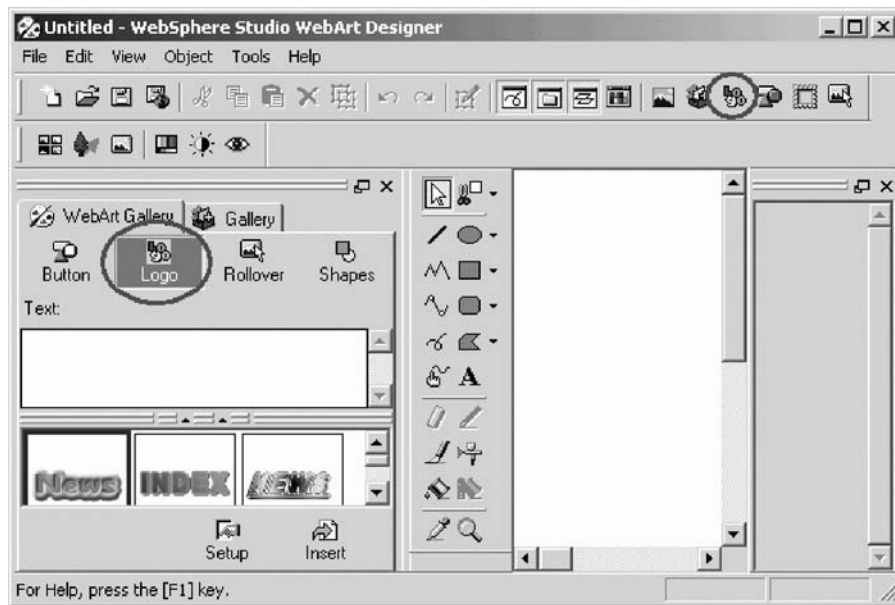 Untitled - WebSphere Studio WebArt Designer
File Edit View Object Tools Help
WebArt Gallery Gallery
Button Logo Rollover Shapes
Text:
News INDEX NEWS
Setup Insert
For Help, press the [F1] key.